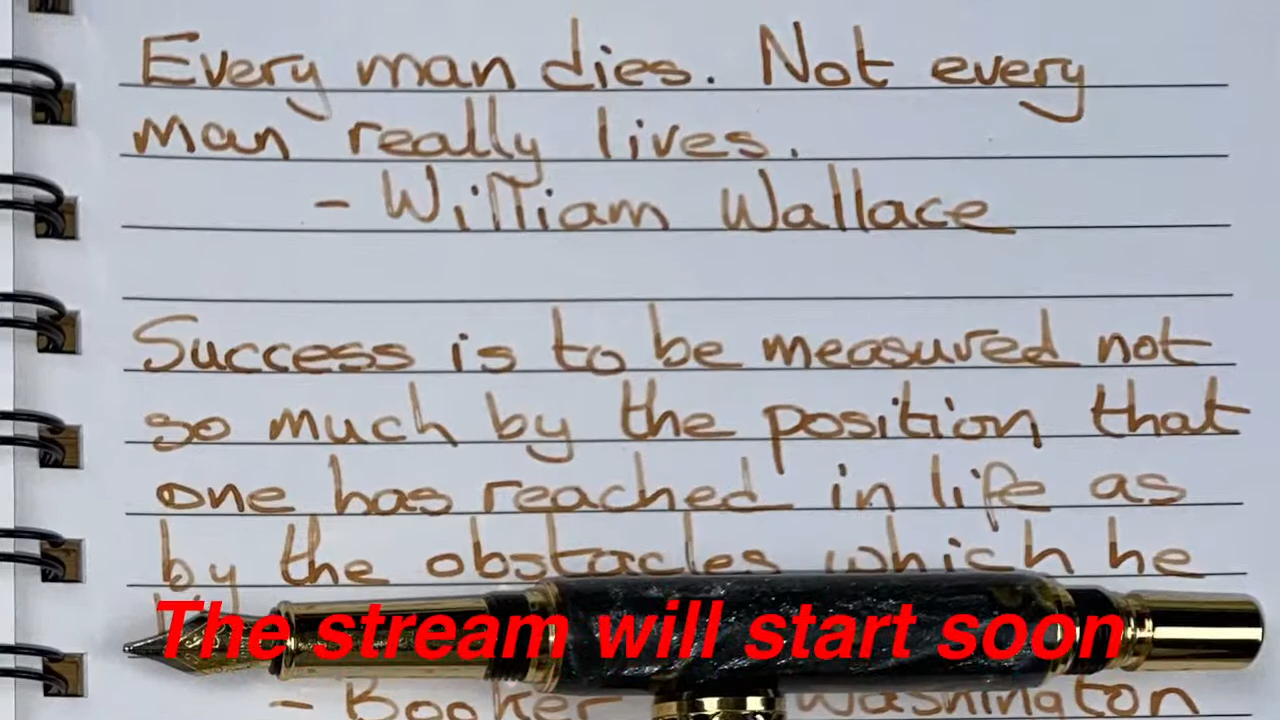 Every man dies. Not every
man really lives.
- William Wallace
Success is to be measured not
so much by the position that
one has reached in life as
by the obstacles which he
The stream will start soon
- Booker Washington